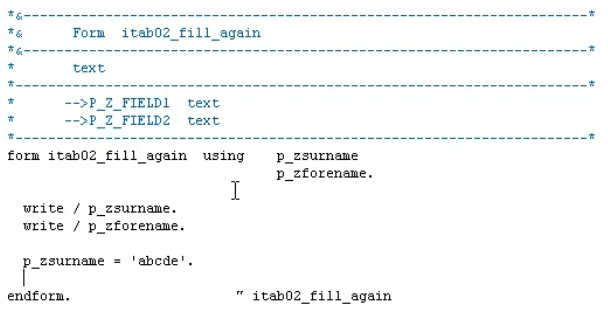 *&---------------------------------------------------------------------*
*&      Form  itab02_fill_again
*&---------------------------------------------------------------------*
*       text
*----------------------------------------------------------------------*
*      -->P_Z_FIELD1  text
*      -->P_Z_FIELD2  text
*----------------------------------------------------------------------*
form itab02_fill_again  using    p_zsurname
                                 p_zforename.
  write / p_zsurname.
  write / p_zforename.
  p_zsurname = 'abcde'.
endform.                    " itab02_fill_again